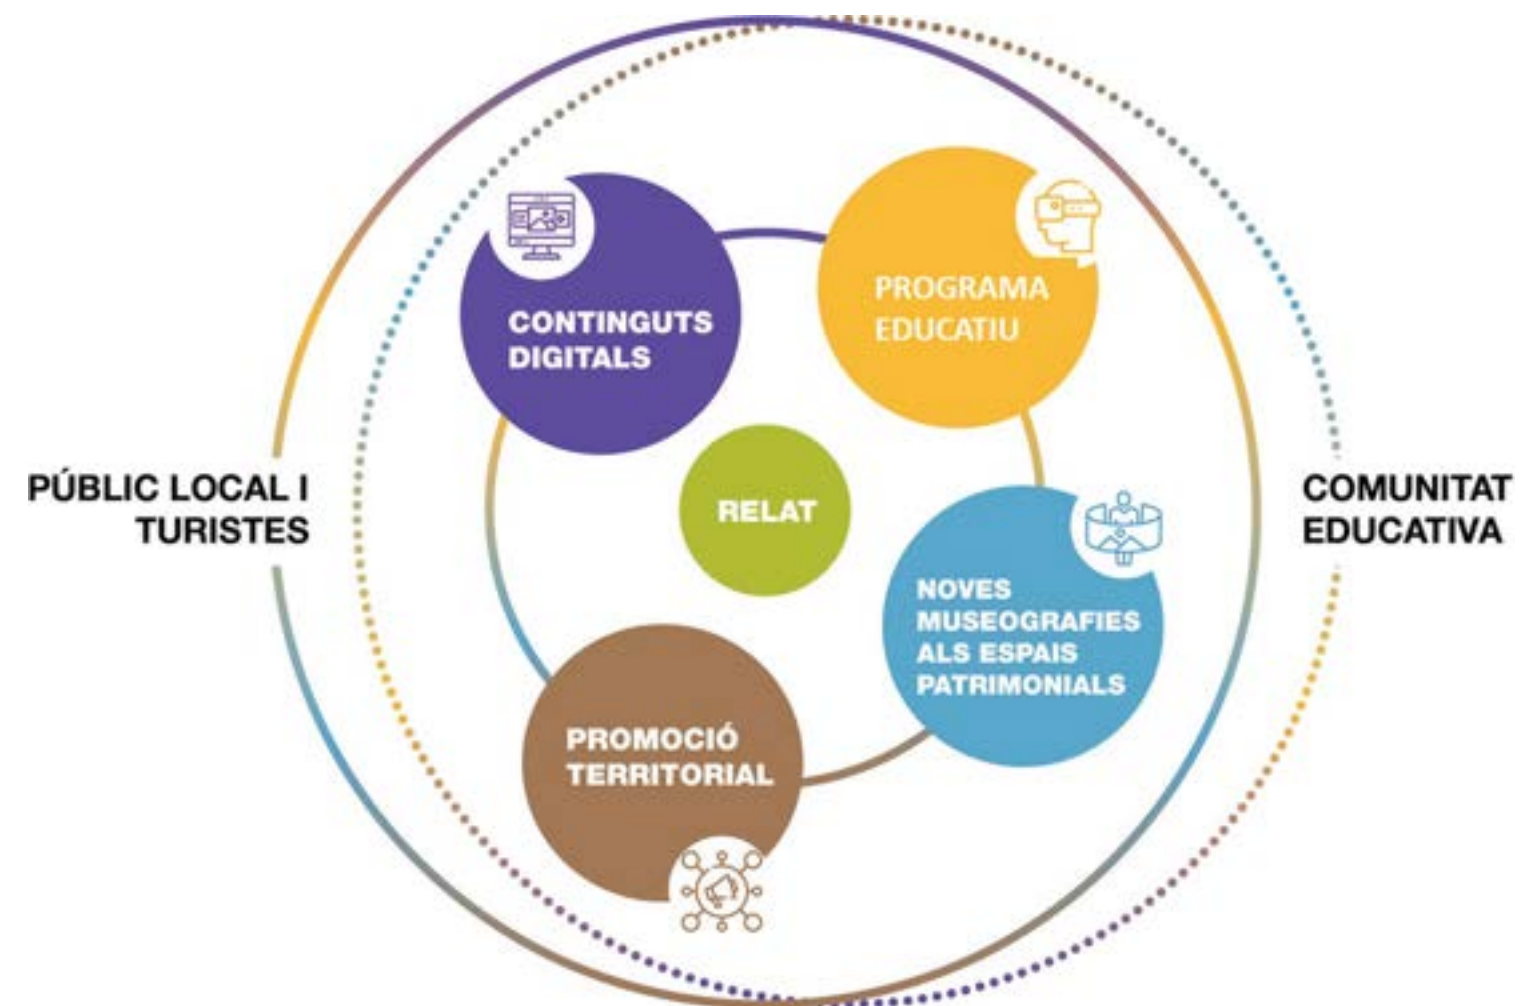 CONTINGUTS
DIGITALS
PROGRAMA
EDUCATIU
PÚBLIC LOCAL I
TURISTES
RELAT
COMUNITAT
EDUCATIVA
NOVES
MUSEOGRAFIES
ALS ESPAIS
PATRIMONIALS
PROMOCIÓ
TERRITORIAL